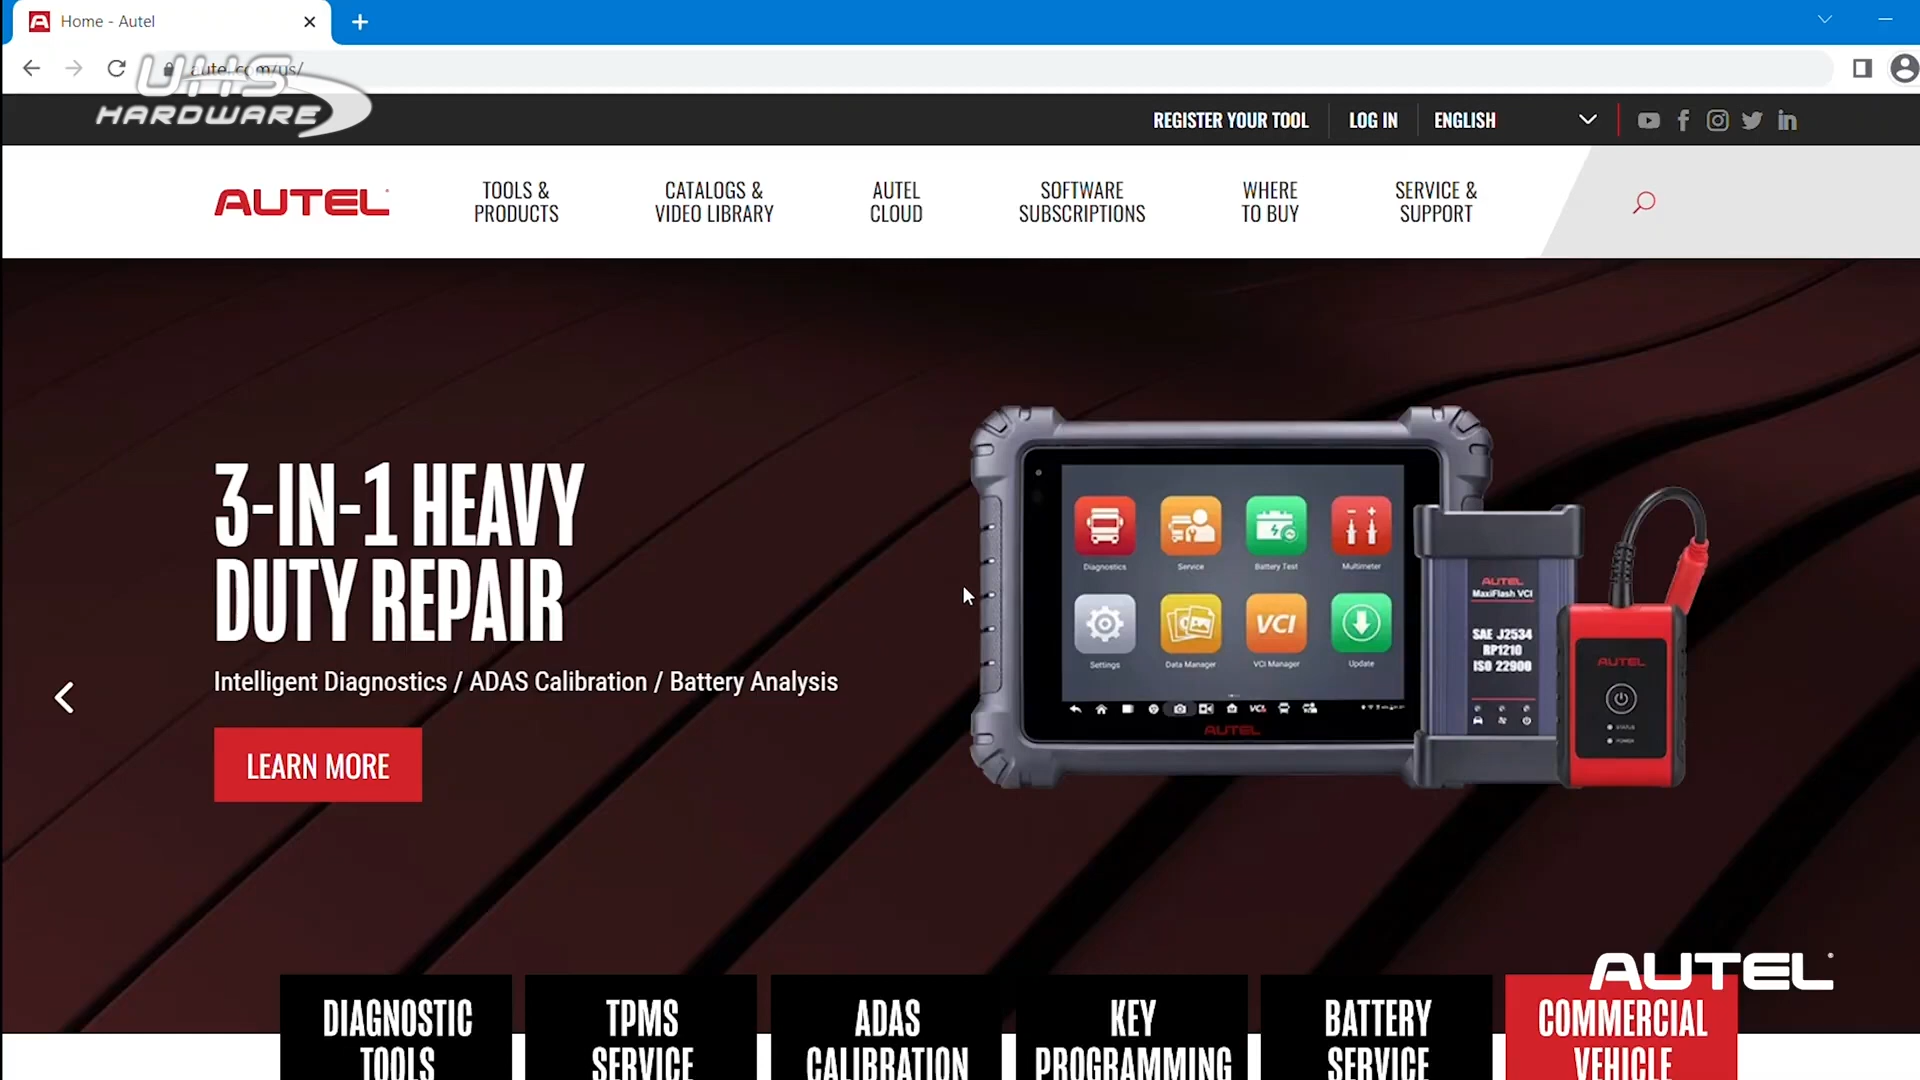 Home - Autel
autel.com/us/
UHS
HARDWARE
REGISTER YOUR TOOL
LOG IN
ENGLISH
AUTEL
TOOLS &
PRODUCTS
CATALOGS &
VIDEO LIBRARY
AUTEL
CLOUD
SOFTWARE
SUBSCRIPTIONS
WHERE
TO BUY
SERVICE &
SUPPORT
3-IN-1 HEAVY
DUTY REPAIR
Intelligent Diagnostics / ADAS Calibration / Battery Analysis
LEARN MORE
Diagnostics
Service
Battery Test
Multimeter
VCI
Settings
Data Manager
VCI Manager
Update
VCI
AUTEL
AUTEL
MaxiFlash VCI
SAE J2534
RP1210
ISO 22900
AUTEL
STATUS
POWER
AUTEL
DIAGNOSTIC
TOOLS
TPMS
SERVICE
ADAS
CALIBRATION
KEY
PROGRAMMING
BATTERY
SERVICE
COMMERCIAL
VEHICLE